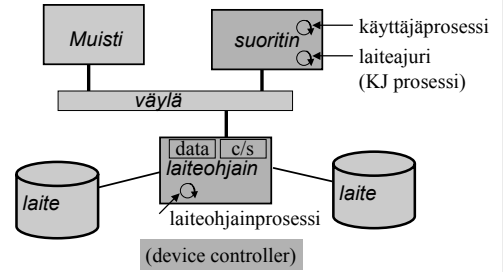 Muisti
suoritin
käyttäjäprosessi
laiteajuri
(KJ prosessi)
väylä
data c/s
laiteohjain
laite
laite
laiteohjainprosessi
(device controller)